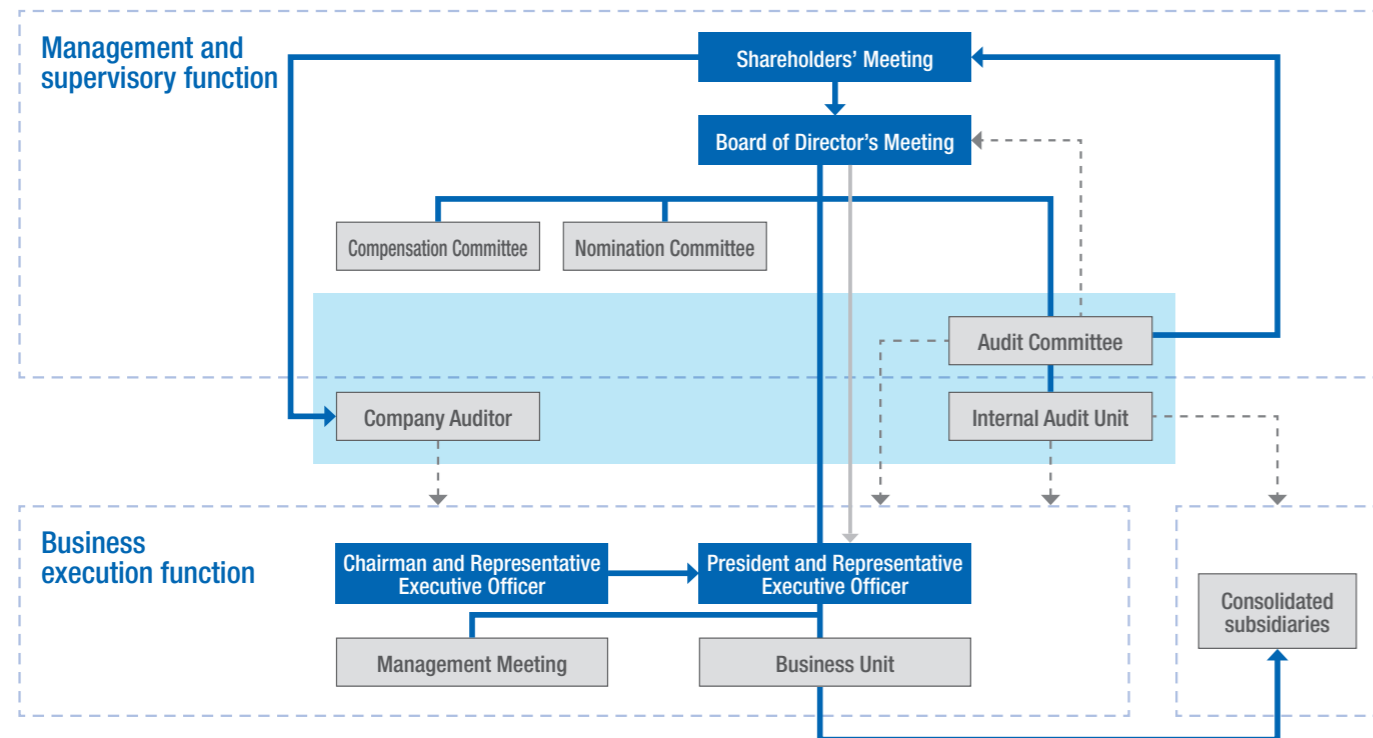 Management and
supervisory function
Shareholders’ Meeting
Board of Director’s Meeting
Compensation Committee
Nomination Committee
Audit Committee
Company Auditor
Internal Audit Unit
Business
execution function
Chairman and Representative
Executive Officer
President and Representative
Executive Officer
Consolidated
subsidiaries
Management Meeting
Business Unit